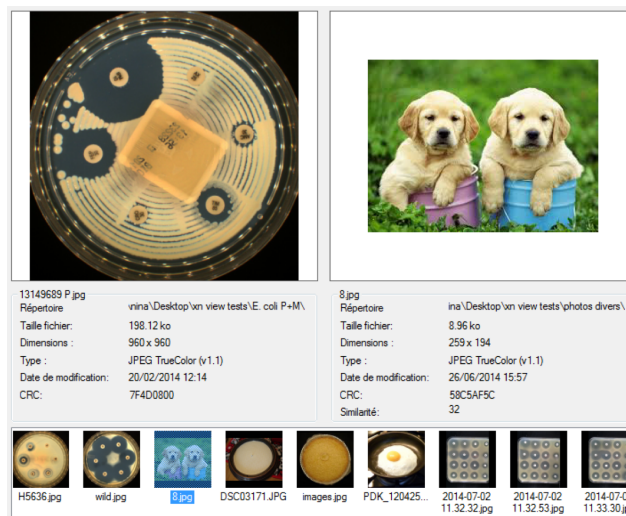 13149689 P.jpg
Répertoire \nina\Desktop\xn view tests\E. coli P+M\
Taille fichier: 198.12 ko
Dimensions : 960 x 960
Type : JPEG TrueColor (v1.1)
Date de modification: 20/02/2014 12:14
CRC: 7F4D0800
8.jpg
Répertoire ina\Desktop\xn view tests\photos divers\
Taille fichier: 8.96 ko
Dimensions : 259 x 194
Type : JPEG TrueColor (v1.1)
Date de modification: 26/06/2014 15:57
CRC: 58C5AF5C
Similarité: 32
H5636.jpg
wild.jpg
8.jpg
DSC03171.JPG
images.jpg
PDK_120425...
2014-07-02
11.32.32.jpg
2014-07-02
11.32.53.jpg
2014-07-0
11.33.30.j